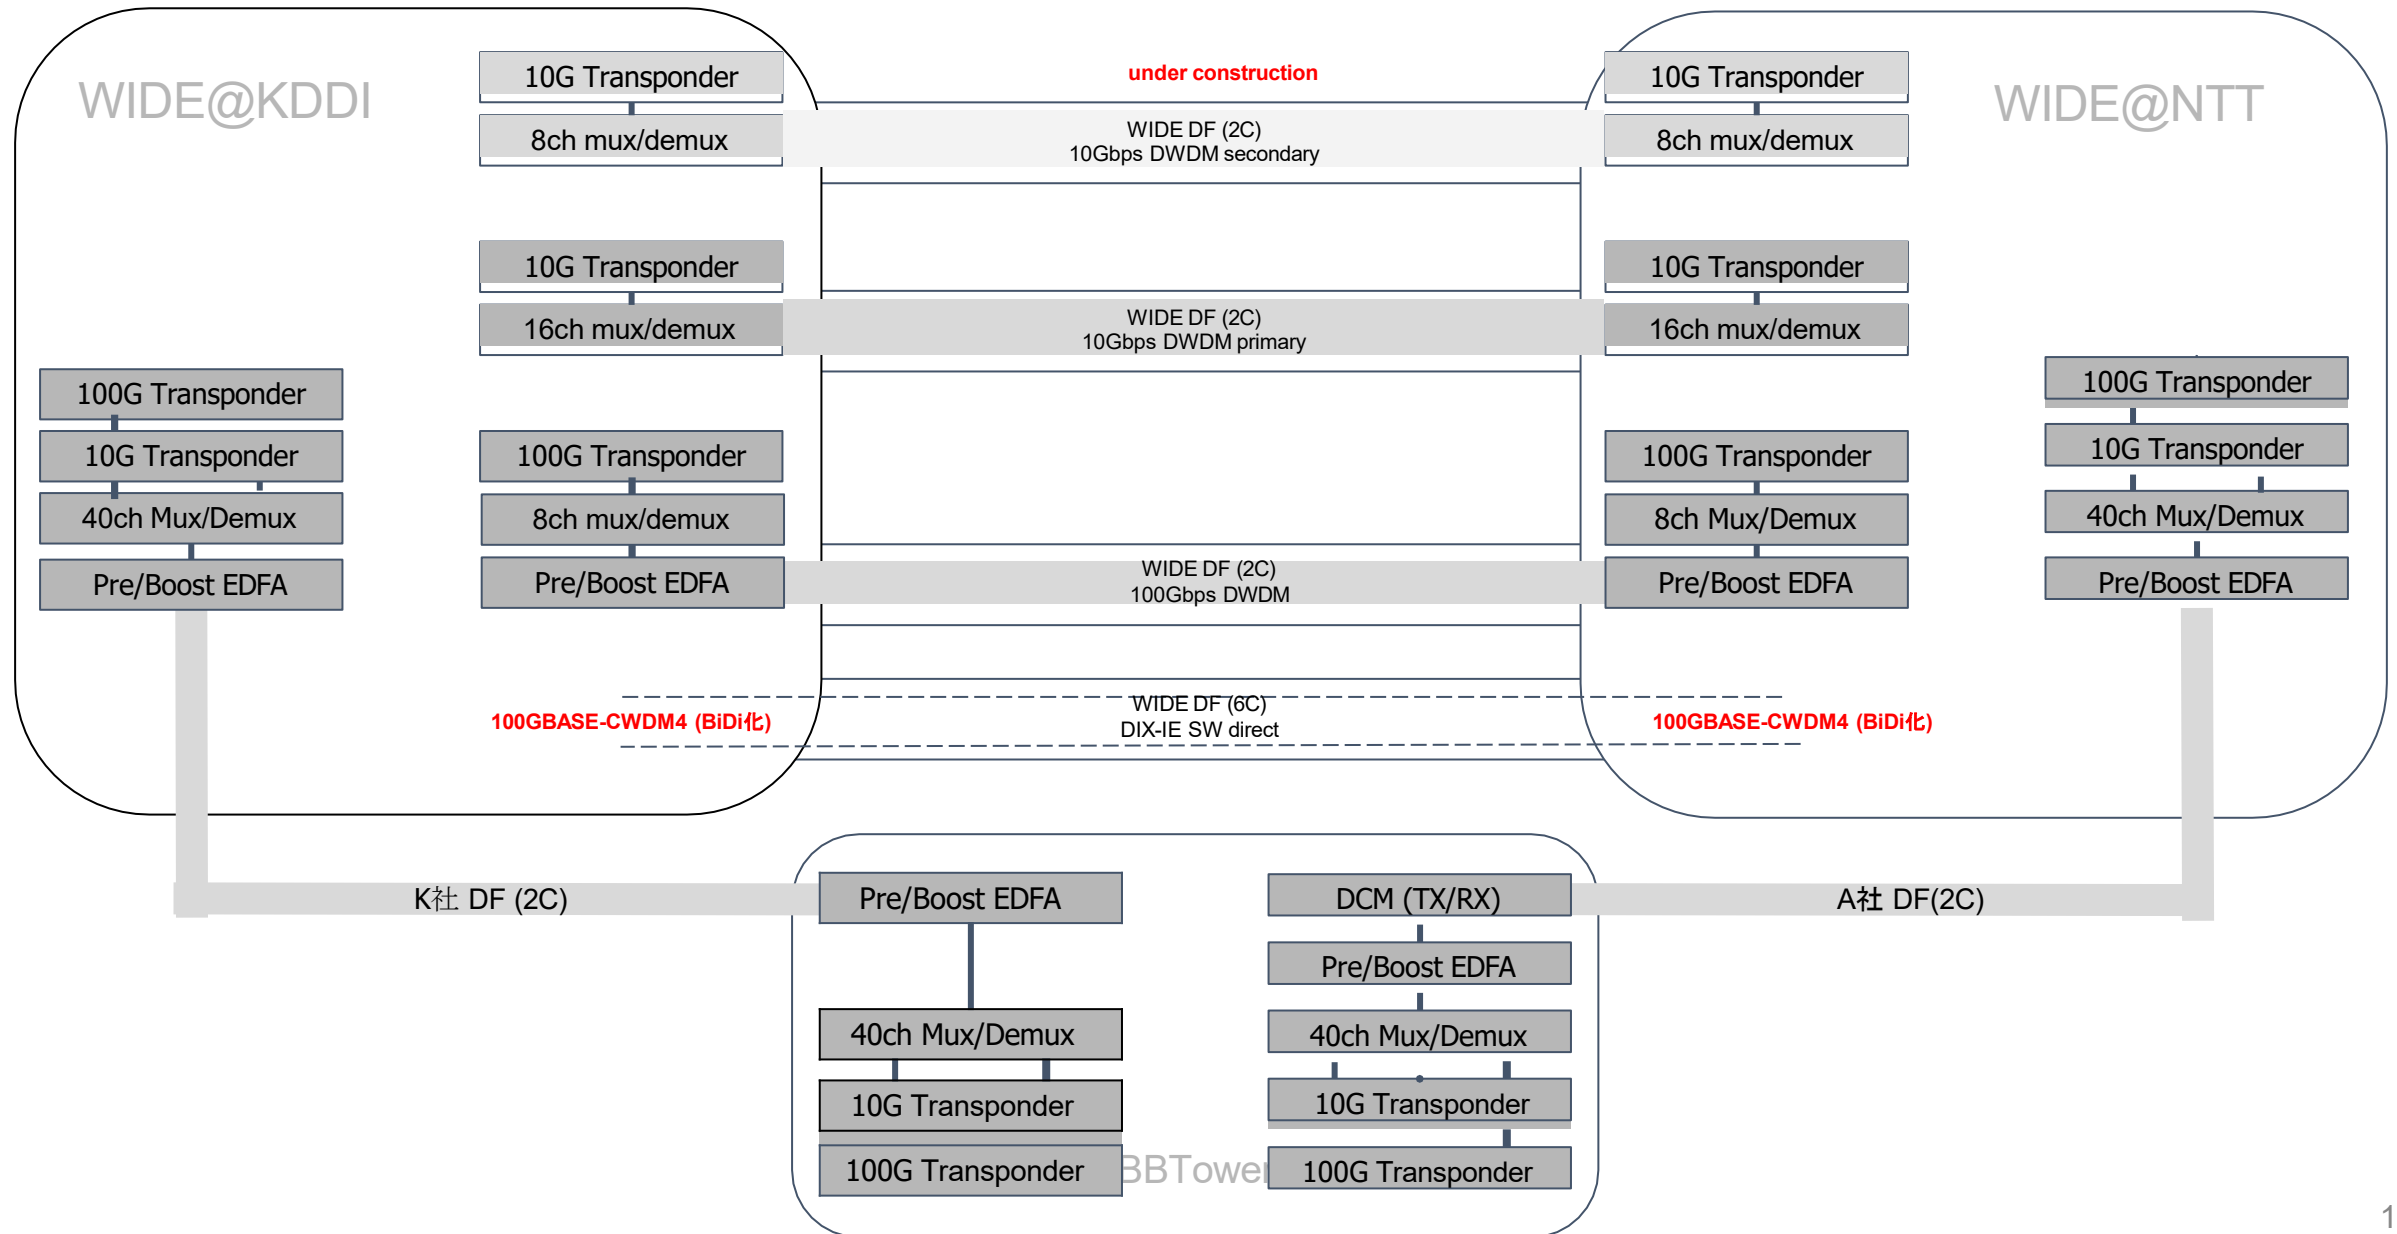 WIDE@KDDI
10G Transponder
8ch mux/demux
under construction
WIDE DF (2C)
10Gbps DWDM secondary
10G Transponder
8ch mux/demux
WIDE@NTT
10G Transponder
16ch mux/demux
WIDE DF (2C)
10Gbps DWDM primary
10G Transponder
16ch mux/demux
100G Transponder
10G Transponder
40ch Mux/Demux
Pre/Boost EDFA
100G Transponder
8ch mux/demux
Pre/Boost EDFA
WIDE DF (2C)
100Gbps DWDM
100G Transponder
8ch Mux/Demux
Pre/Boost EDFA
100G Transponder
10G Transponder
40ch Mux/Demux
Pre/Boost EDFA
100GBASE-CWDM4 (BiDi化)
WIDE DF (6C)
DIX-IE SW direct
100GBASE-CWDM4 (BiDi化)
K社 DF (2C)
Pre/Boost EDFA
40ch Mux/Demux
10G Transponder
100G Transponder
BBTower
DCM (TX/RX)
Pre/Boost EDFA
40ch Mux/Demux
10G Transponder
100G Transponder
A社 DF(2C)
1